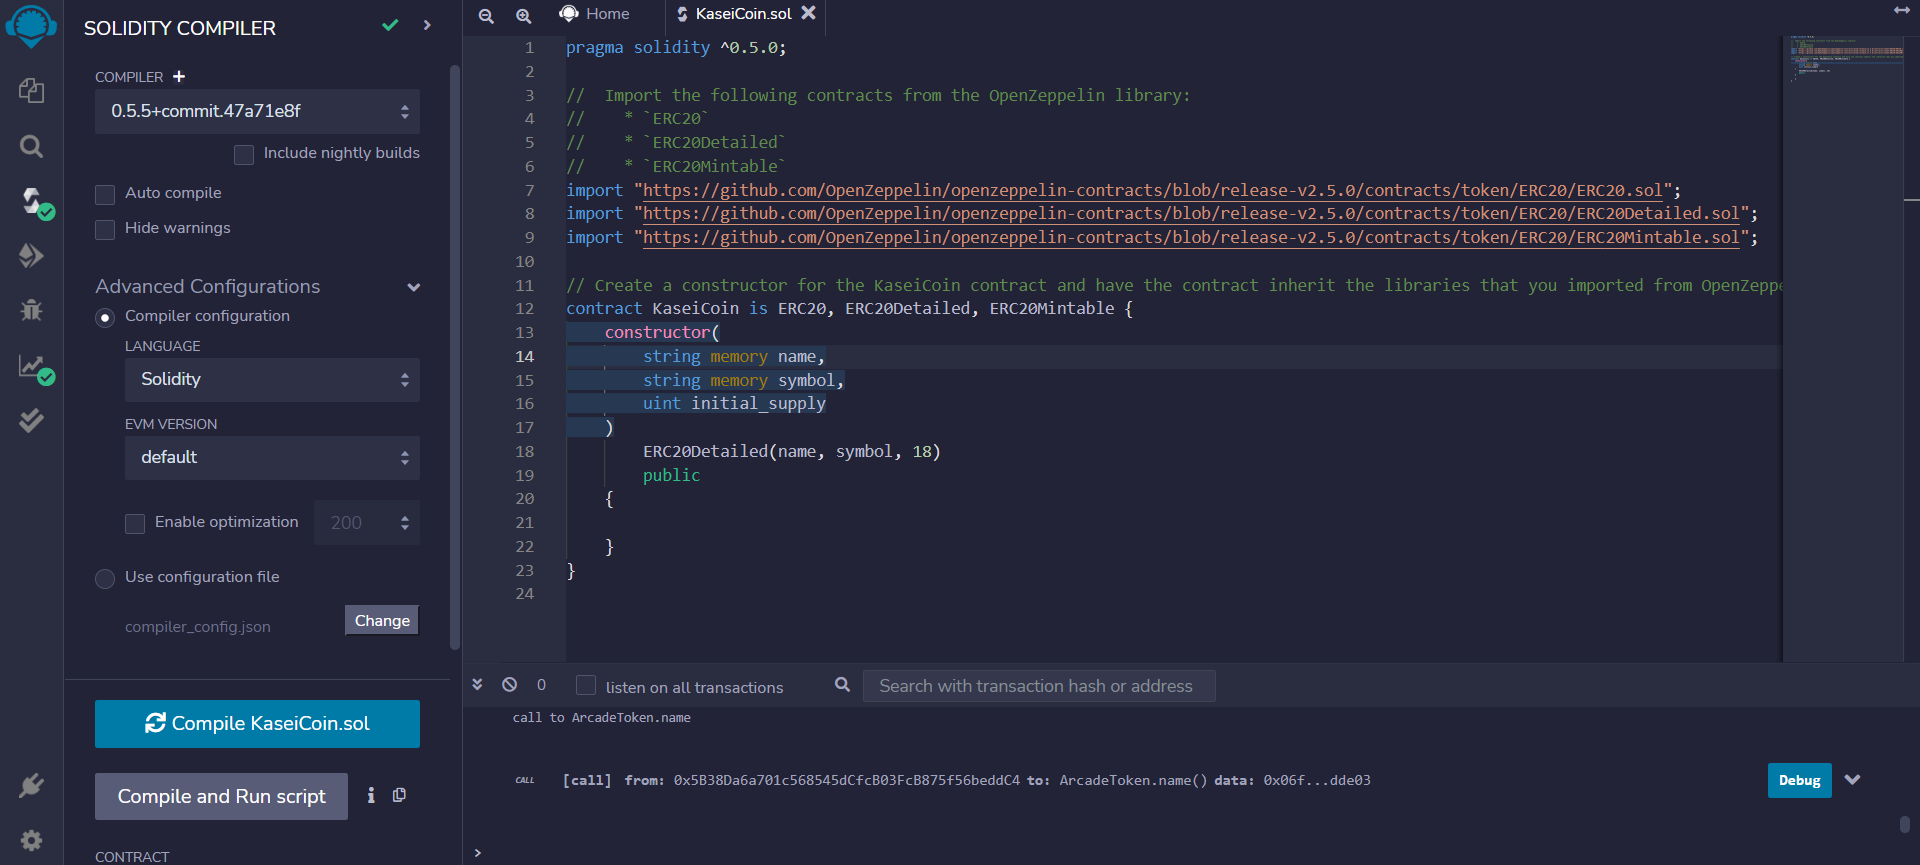 SOLIDITY COMPILER
COMPILER +
0.5.5+commit.47a71e8f
Include nightly builds
Auto compile
Hide warnings
Advanced Configurations
Compiler configuration
LANGUAGE
Solidity
EVM VERSION
default
Enable optimization
200
Use configuration file
compiler_config.json
Change
Compile KaseiCoin.sol
Compile and Run script
CONTRACT
Home
KaseiCoin.sol
1 pragma solidity ^0.5.0;
2
3 //  Import the following contracts from the OpenZeppelin library:
4 //    * `ERC20`
5 //    * `ERC20Detailed`
6 //    * `ERC20Mintable`
7 import "https://github.com/OpenZeppelin/openzeppelin-contracts/blob/release-v2.5.0/contracts/token/ERC20/ERC20.sol";
8 import "https://github.com/OpenZeppelin/openzeppelin-contracts/blob/release-v2.5.0/contracts/token/ERC20/ERC20Detailed.sol";
9 import "https://github.com/OpenZeppelin/openzeppelin-contracts/blob/release-v2.5.0/contracts/token/ERC20/ERC20Mintable.sol";
10
11 // Create a constructor for the KaseiCoin contract and have the contract inherit the libraries that you imported from OpenZeppe
12 contract KaseiCoin is ERC20, ERC20Detailed, ERC20Mintable {
13     constructor(
14         string memory name,
15         string memory symbol,
16         uint initial_supply
17     )
18         ERC20Detailed(name, symbol, 18)
19         public
20     {
21
22     }
23 }
24
0
listen on all transactions
Search with transaction hash or address
call to ArcadeToken.name
CALL [call] from: 0x5B38Da6a701c568545dCfcB03FcB875f56beddC4 to: ArcadeToken.name() data: 0x06f...dde03
Debug
>